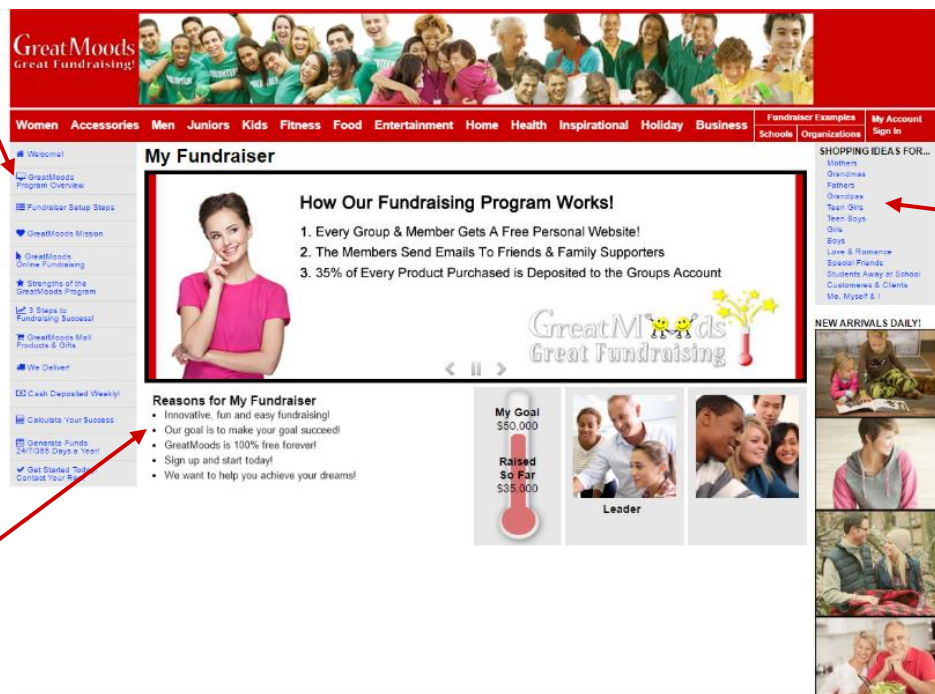 GreatMoods
Great Fundraising!
Women Accessories Men Juniors Kids Fitness Food Entertainment Home Health Inspirational Holiday Business
Fundraiser Examples
Schools Organizations
My Account
Sign In
Welcome!
GreatMoods
Program Overview
Fundraiser Setup Steps
GreatMoods Mission
GreatMoods
Online Fundraising
Strengths of the
GreatMoods Program
3 Steps to
Fundraising Success!
GreatMoods Mall
Products & Gifts
We Deliver!
Cash Deposited Weekly!
Calculate Your Success
Generate Funds
24/7/365 Days a Year!
Get Started
Contact Your
My Fundraiser
How Our Fundraising Program Works!
1. Every Group & Member Gets A Free Personal Website!
2. The Members Send Emails To Friends & Family Supporters
3. 35% of Every Product Purchased is Deposited to the Groups Account
GreatMoods
Great Fundraising
Reasons for My Fundraiser
• Innovative, fun and easy fundraising!
• Our goal is to make your goal succeed!
• GreatMoods is 100% free forever!
• Sign up and start today!
• We want to help you achieve your dreams!
My Goal
$50,000
Raised
So Far
$35,000
Leader
SHOPPING IDEAS FOR...
Mothers
Grandmas
Fathers
Grandpas
Teen Girls
Teen Boys
Girls
Boys
Love & Romance
Special Friends
Students Away at School
Customers & Clients
Me, Myself & I
NEW ARRIVALS DAILY!